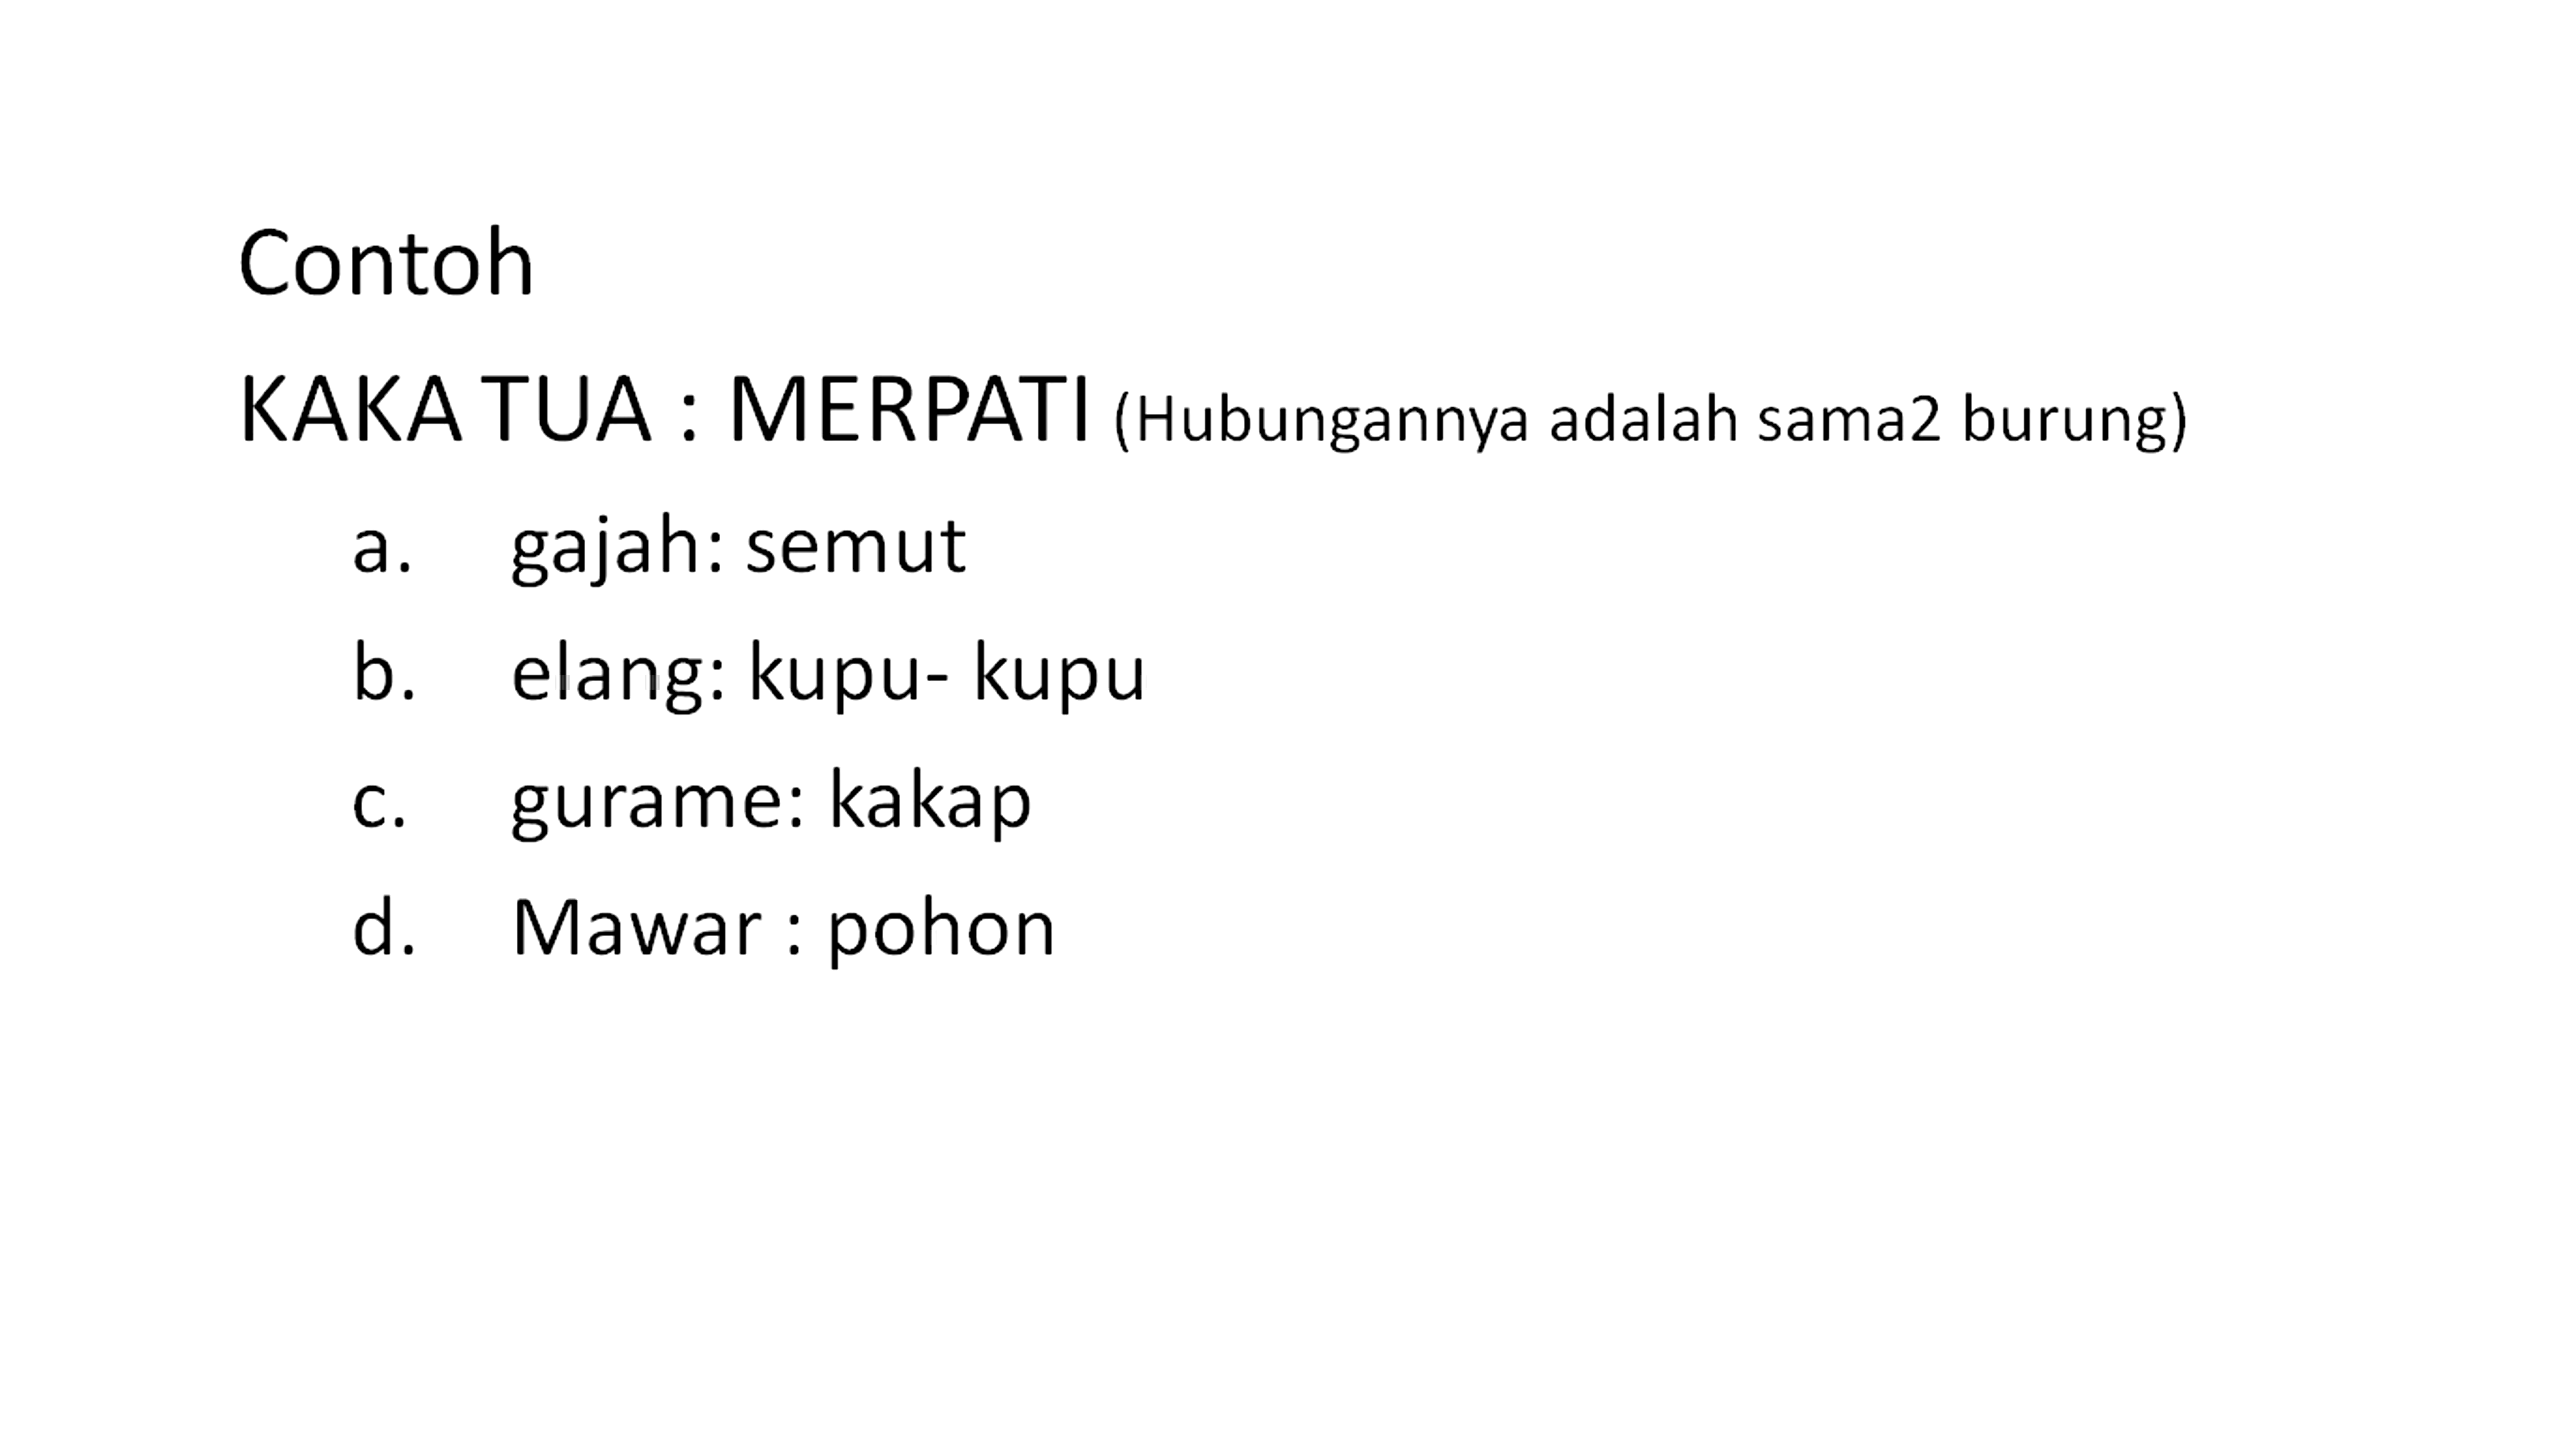 Contoh
KAKA TUA : MERPATI (Hubungannya adalah sama2 burung)
a. gajah: semut
b. elang: kupu- kupu
c. gurame: kakap
d. Mawar : pohon